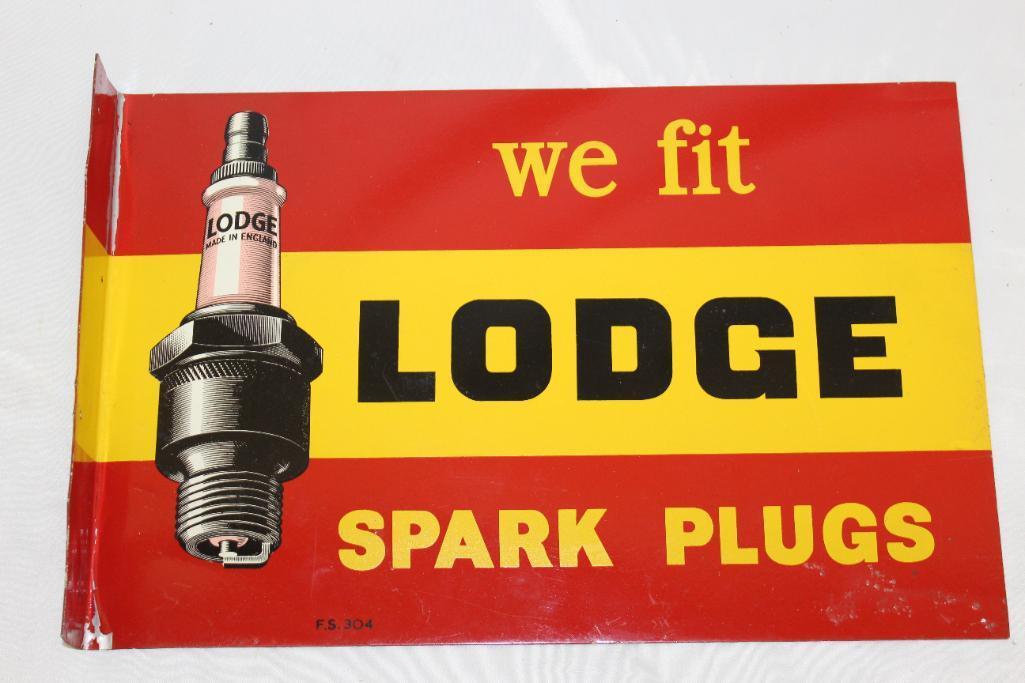 we fit
LODGE
MADE IN ENGLAND
LODGE
SPARK PLUGS
F.S. 304